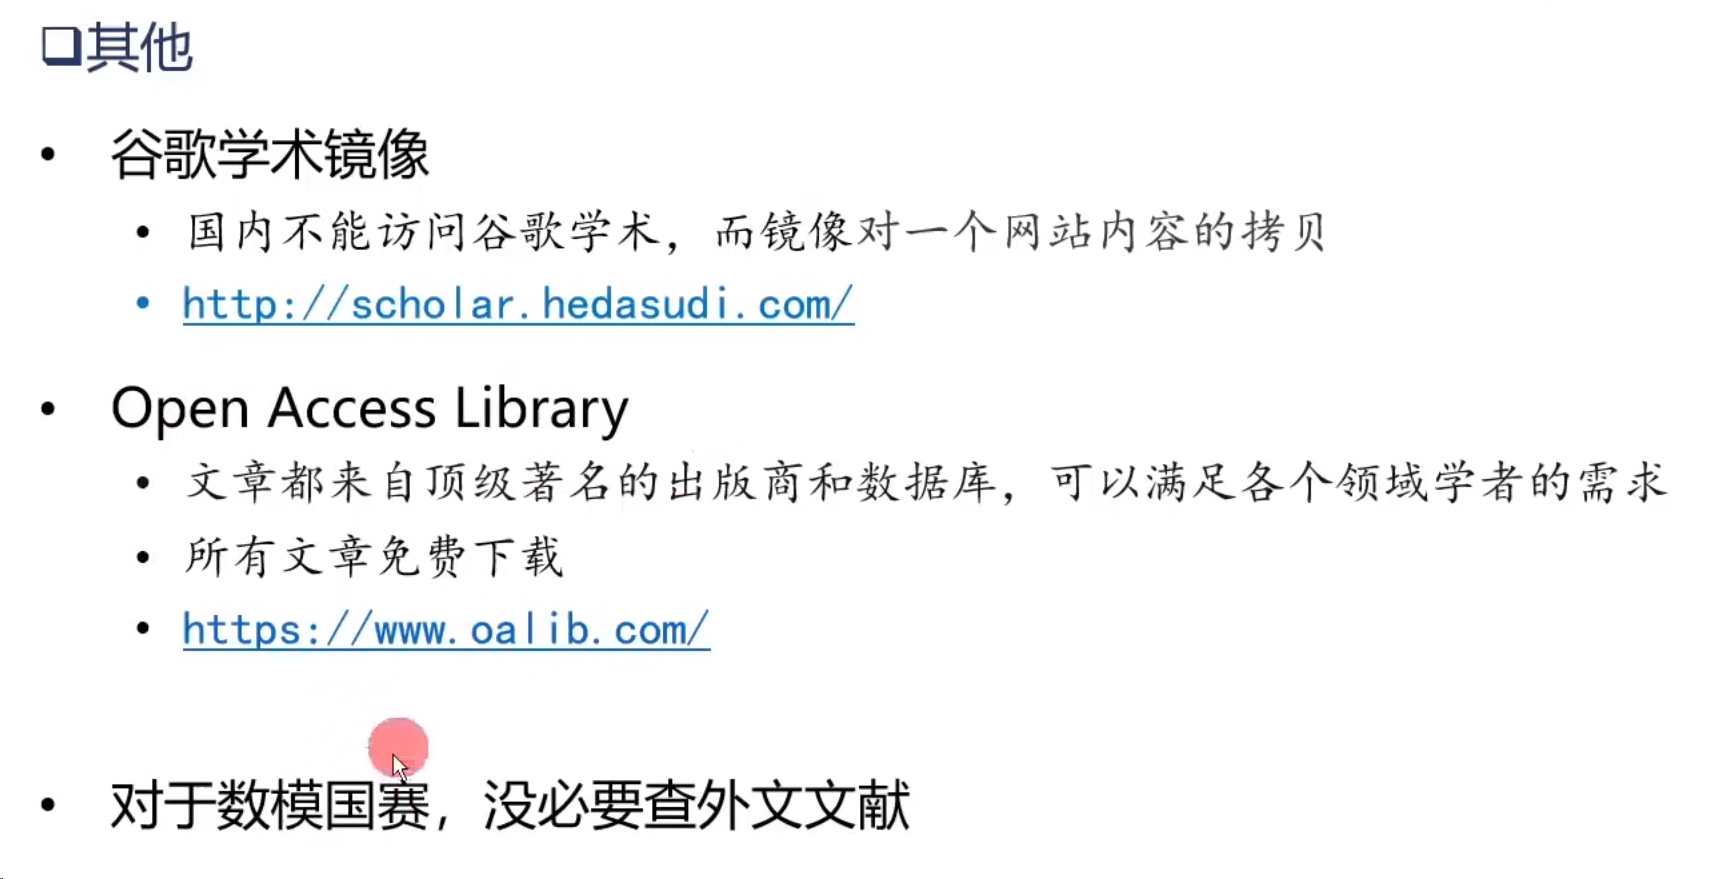 其他
谷歌学术镜像
国内不能访问谷歌学术，而镜像对一个网站内容的拷贝
http://scholar.hedasudi.com/
Open Access Library
文章都来自顶级著名的出版商和数据库，可以满足各个领域学者的需求
所有文章免费下载
https://www.oalib.com/
对于数模国赛，没必要查外文文献